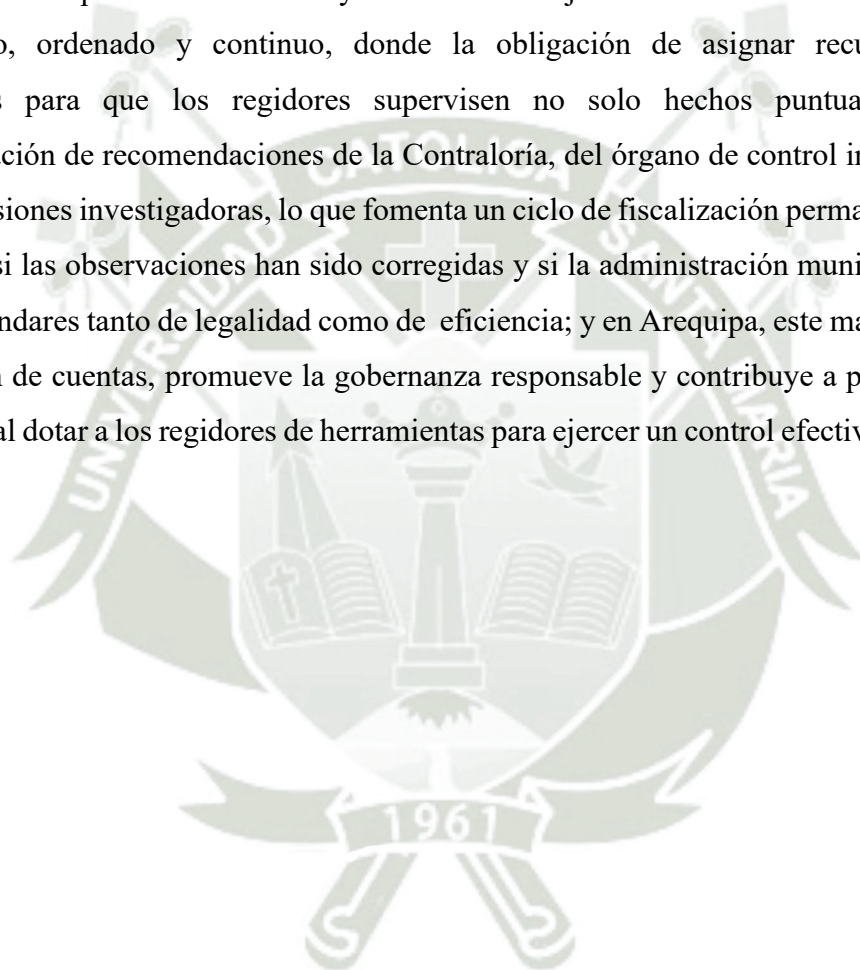 o, ordenado y continuo, donde la obligación de asignar recu
s para que los regidores supervisen no solo hechos puntua
ción de recomendaciones de la Contraloría, del órgano de control in
siones investigadoras, lo que fomenta un ciclo de fiscalización perma
si las observaciones han sido corregidas y si la administración muni
ndares tanto de legalidad como de eficiencia; y en Arequipa, este ma
n de cuentas, promueve la gobernanza responsable y contribuye a p
al dotar a los regidores de herramientas para ejercer un control efectiv
UNIVERSIDAD CATOLICA SANTA MARIA
1961